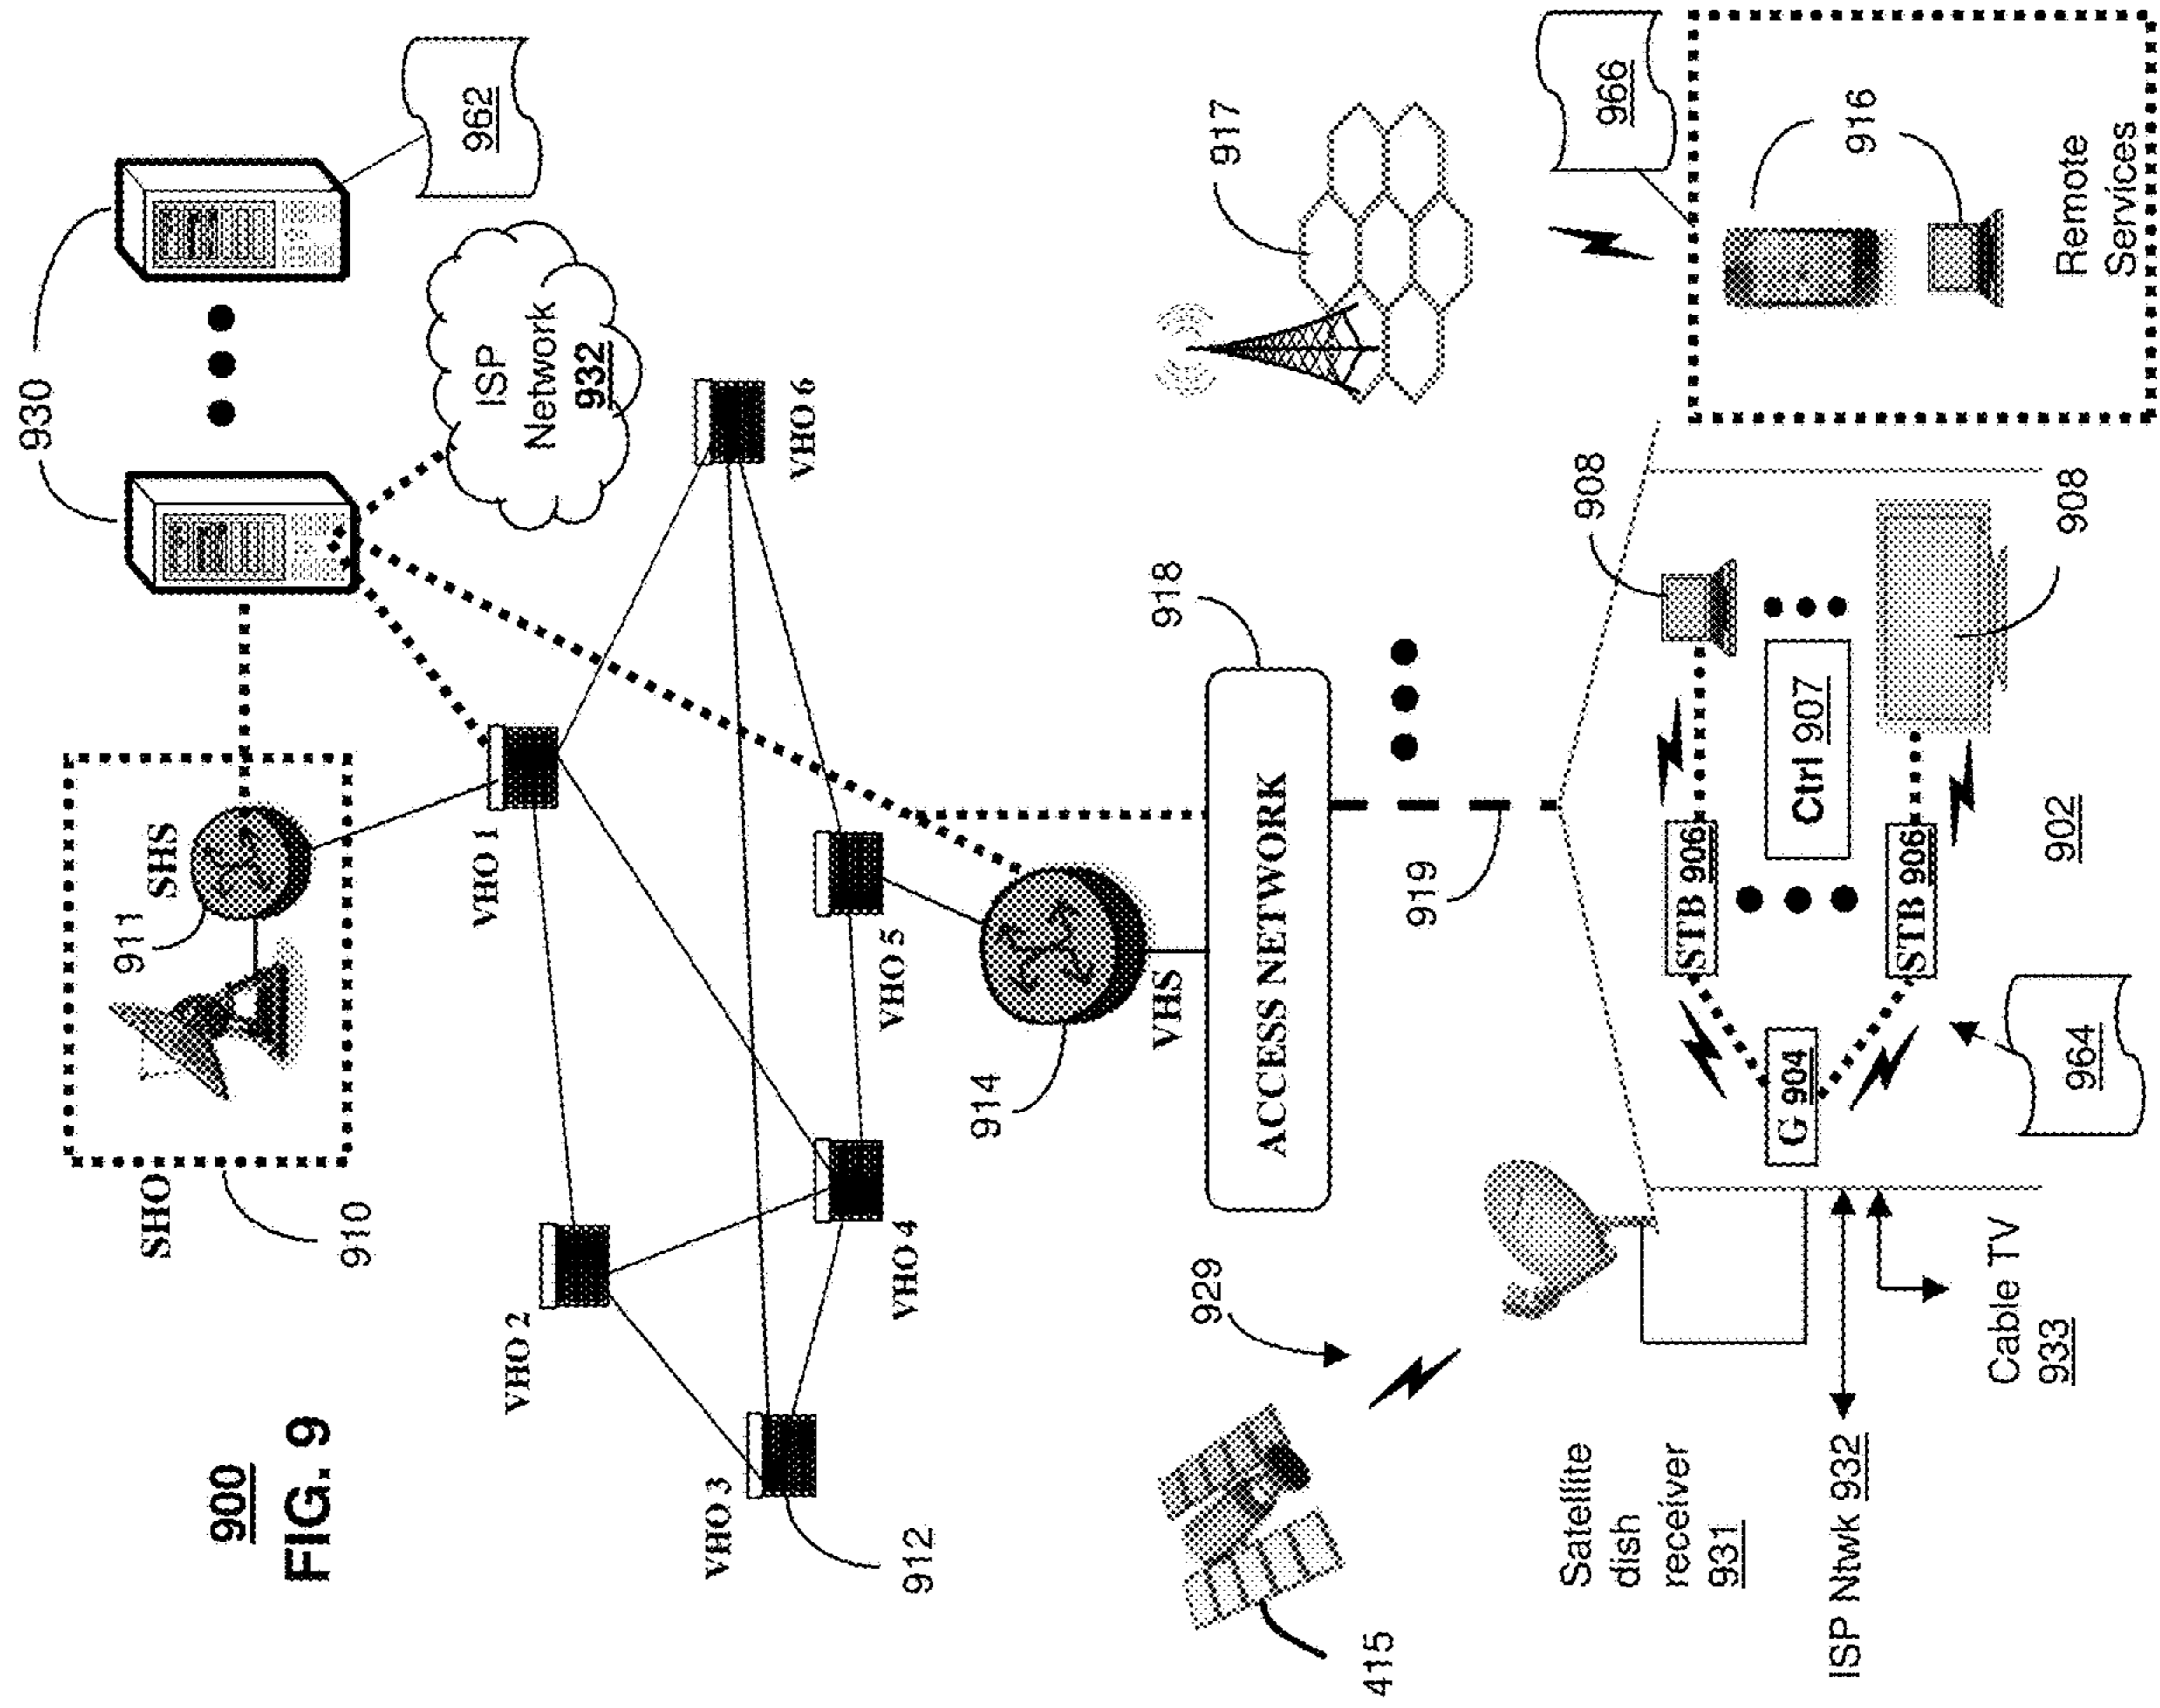 900
FIG. 9
SHO
910
911
SHS
930
962
ISP
Network
932
VHO 1
VHO 2
VHO 3
912
VHO 4
VHO 5
VHO 6
914
VHS
ACCESS NETWORK
918
919
917
415
929
Satellite
dish
receiver
931
ISP Ntwk 932
Cable TV
933
G 904
STB 906
STB 906
Ctrl 907
908
908
902
964
966
916
Remote
Services